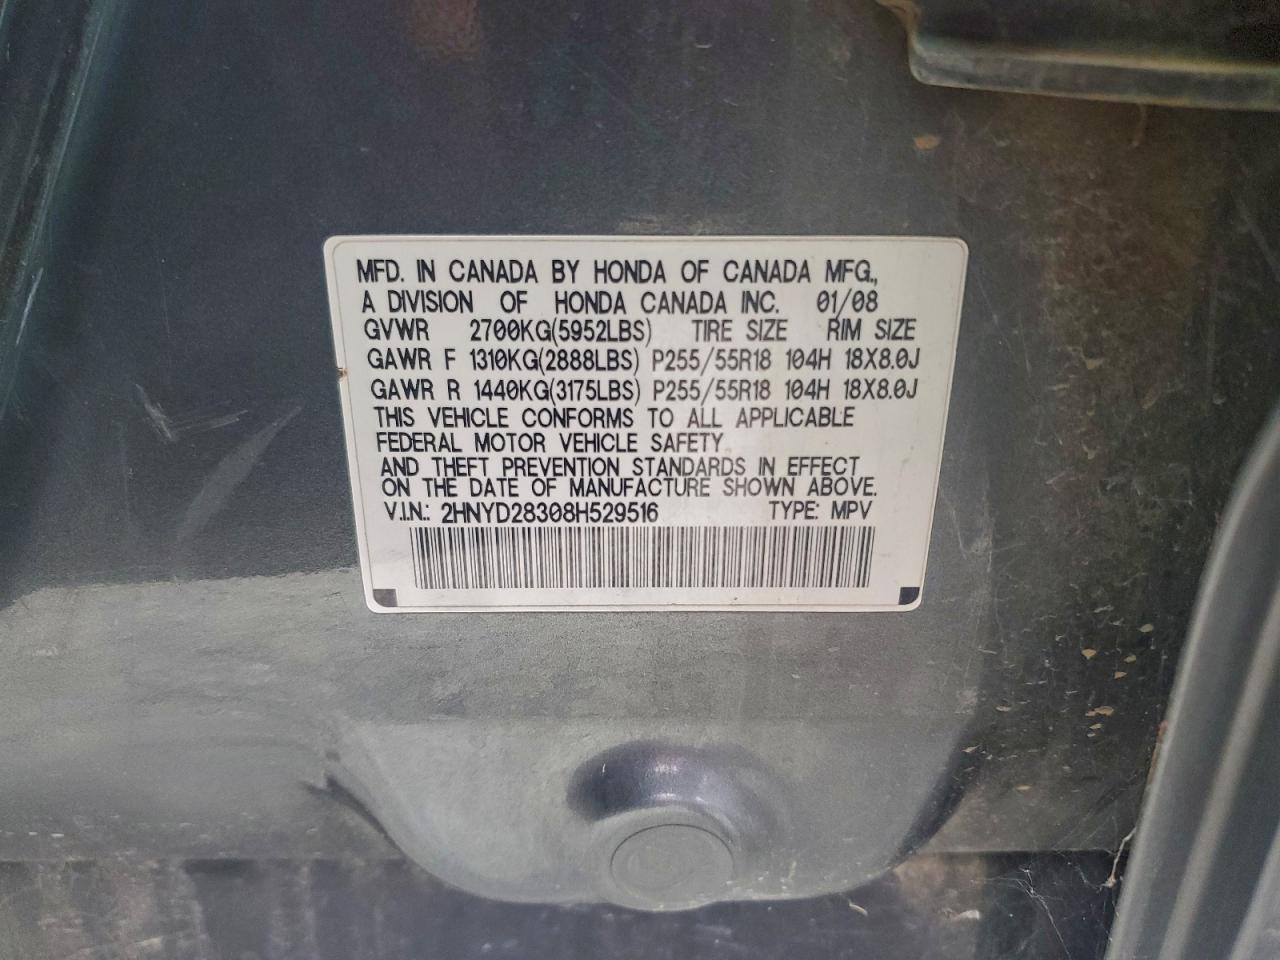 MFD. IN CANADA BY HONDA OF CANADA MFG.,
A DIVISION OF HONDA CANADA INC. 01/08
GVWR 2700KG(5952LBS) TIRE SIZE RIM SIZE
GAWR F 1310KG(2888LBS) P255/55R18 104H 18X8.0J
GAWR R 1440KG(3175LBS) P255/55R18 104H 18X8.0J
THIS VEHICLE CONFORMS TO ALL APPLICABLE
FEDERAL MOTOR VEHICLE SAFETY
AND THEFT PREVENTION STANDARDS IN EFFECT
ON THE DATE OF MANUFACTURE SHOWN ABOVE.
V.I.N.: 2HNYD28308H529516 TYPE: MPV